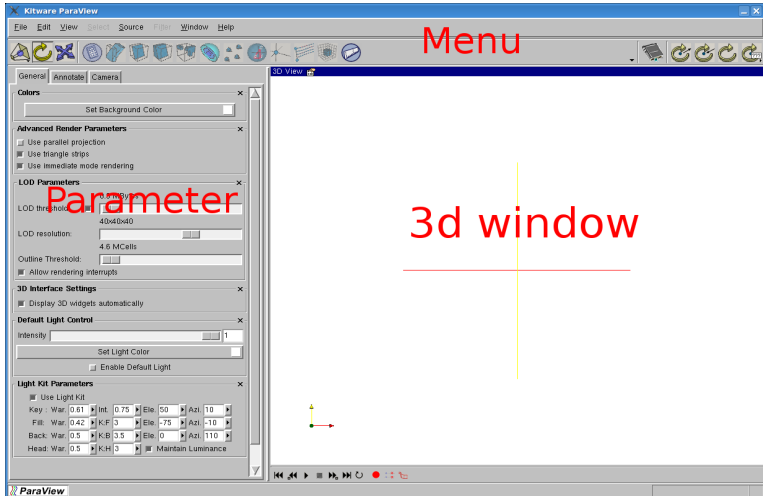 Kitware ParaView
File Edit View Select Source Filter Window Help
Menu
General Annotate Camera
3D View
Colors
Set Background Color
Advanced Render Parameters
Use parallel projection
Use triangle strips
Use immediate mode rendering
LOD Parameters
Parameter
LOD threshold:
40x40x40
LOD resolution:
4.6 MCells
Outline Threshold:
Allow rendering interrupts
3d window
3D Interface Settings
Display 3D widgets automatically
Default Light Control
Intensity 1
Set Light Color
Enable Default Light
Light Kit Parameters
Use Light Kit
Key : War. 0.61 Int. 0.75 Ele. 50 Azi. 10
Fill: War. 0.42 K:F 3 Ele. -75 Azi. -10
Back: War. 0.5 K:B 3.5 Ele. 0 Azi. 110
Head: War. 0.5 K:H 3 Maintain Luminance
ParaView